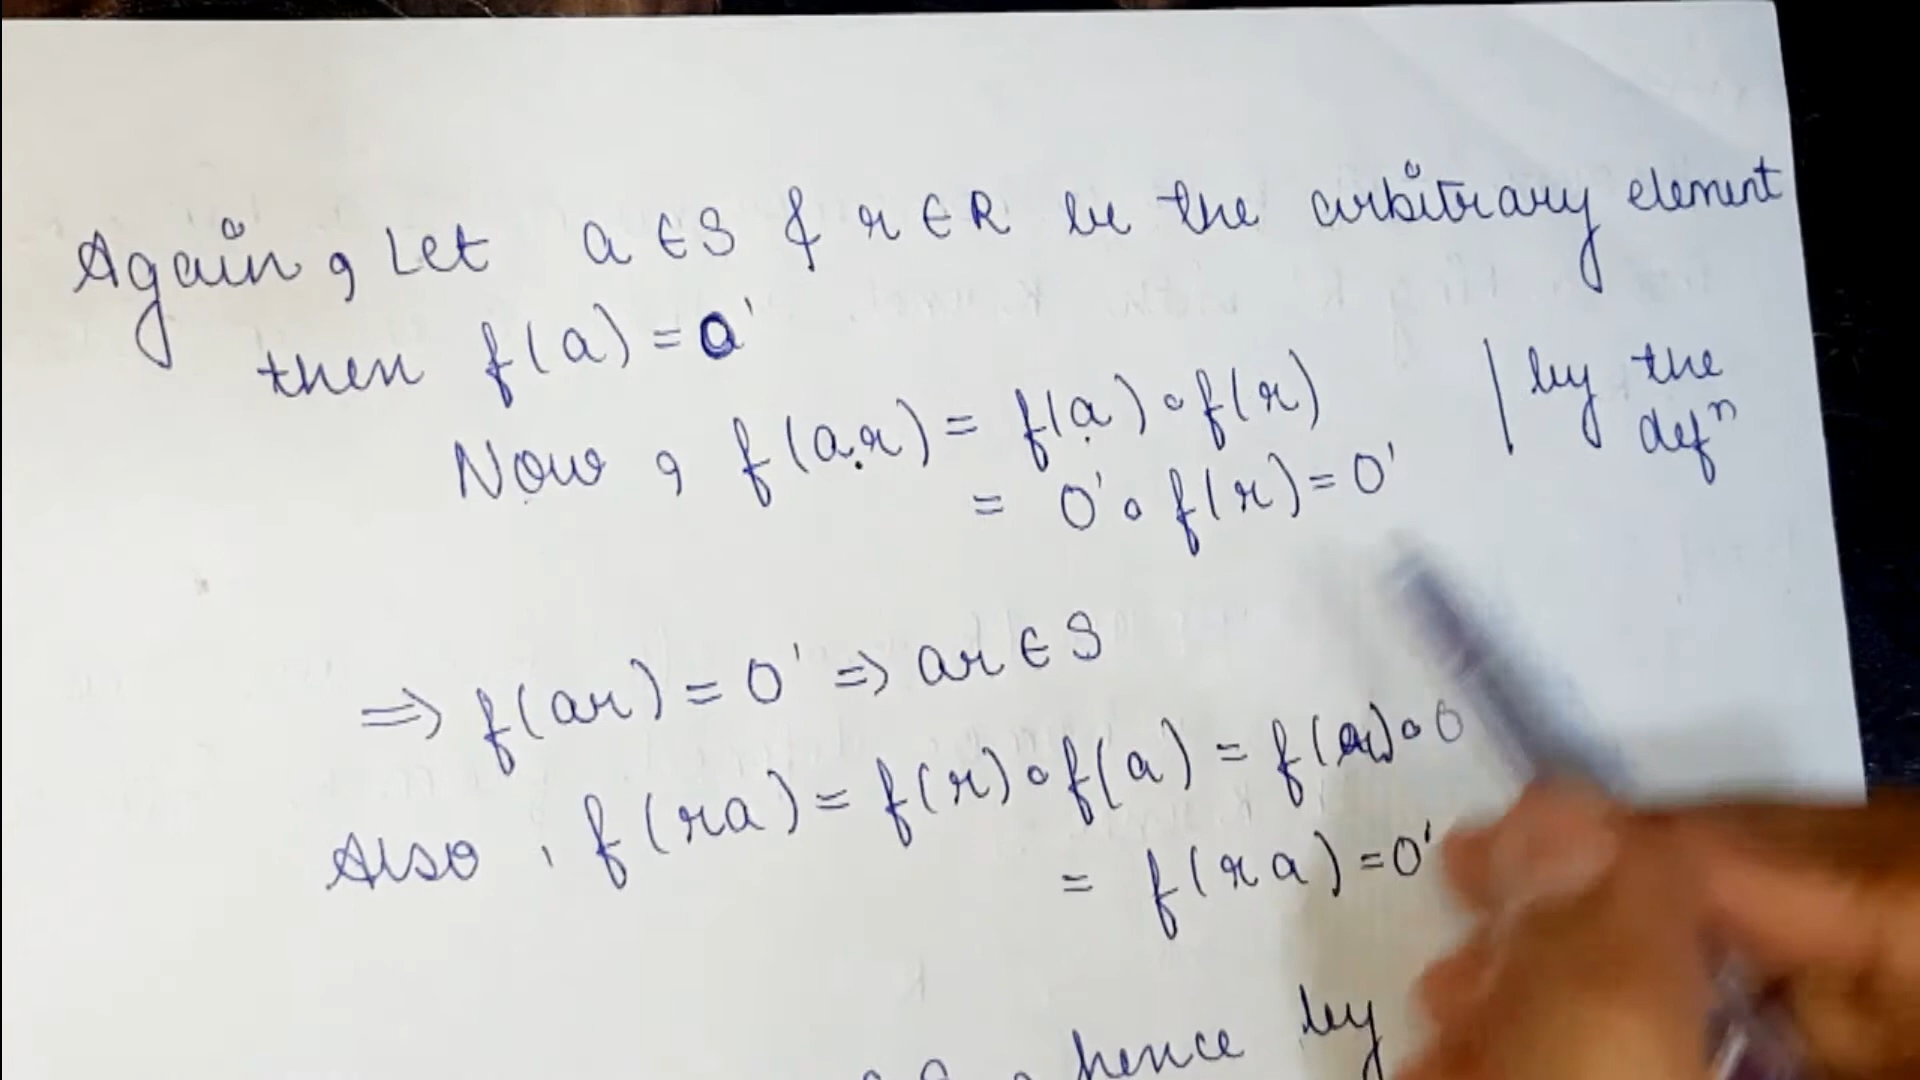 Again, Let a ∈ S & r ∈ R be the arbitrary element
then f(a) = 0'
Now, f(a.r) = f(a) ∘ f(r) | by the defⁿ
= 0' ∘ f(r) = 0'
⇒ f(ar) = 0' ⇒ ar ∈ S
Also, f(ra) = f(r) ∘ f(a) = f(r) ∘ 0
= f(ra) = 0'
hence by